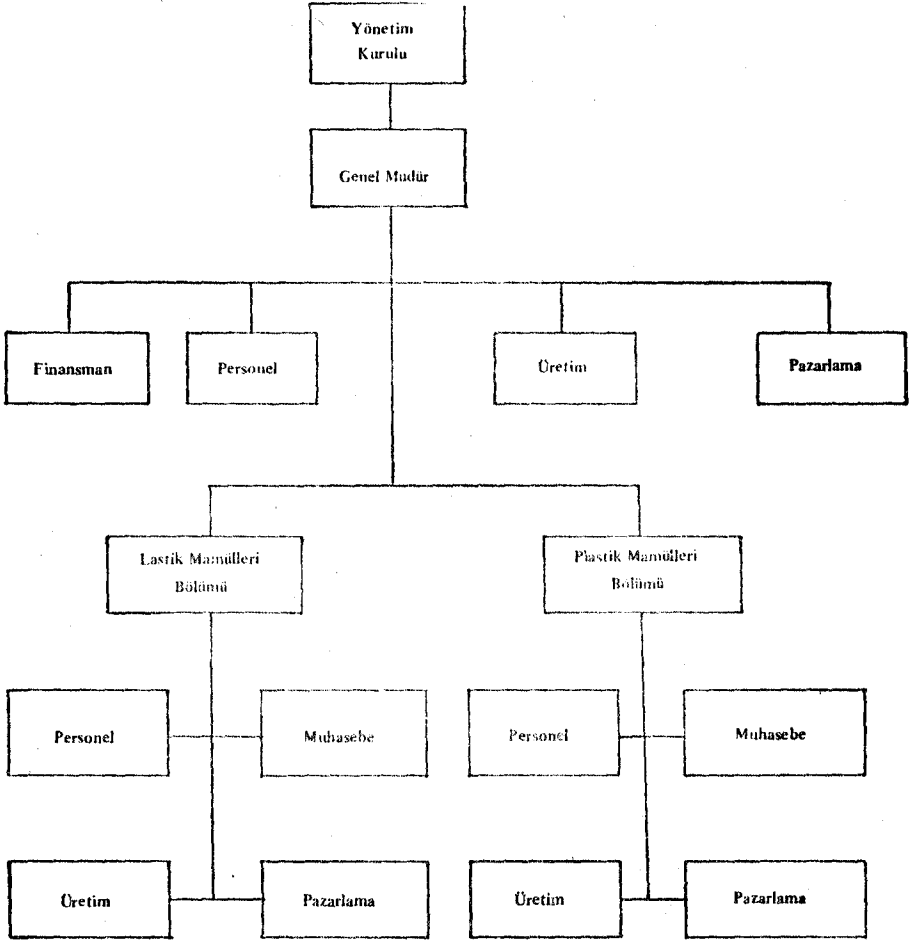 Yönetim
Kurulu
Genel Müdür
Finansman
Personel
Üretim
Pazarlama
Lastik Mamülleri
Bölümü
Plastik Mamülleri
Bölümü
Personel
Muhasebe
Personel
Muhasebe
Üretim
Pazarlama
Üretim
Pazarlama